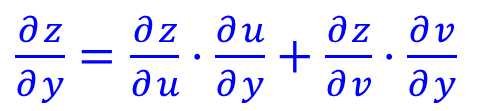 ∂z/∂y = ∂z/∂u · ∂u/∂y + ∂z/∂v · ∂v/∂y